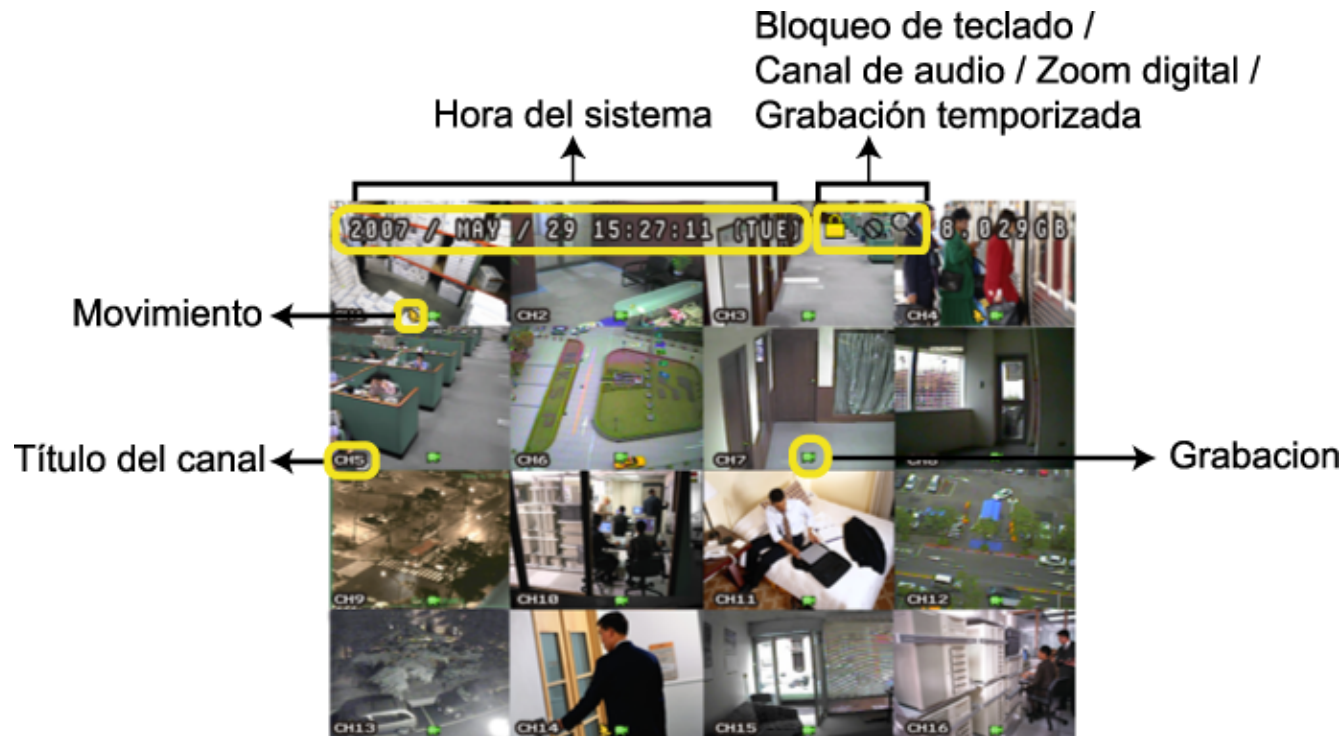 Bloqueo de teclado /
Canal de audio / Zoom digital /
Hora del sistema
Grabación temporizada
2007 / MAY / 29 15:27:11 (TUE)
8.029GB
Movimiento
CH2
CH3
CH4
Título del canal
CH5
CH6
CH7
CH8
Grabacion
CH9
CH10
CH11
CH12
CH13
CH14
CH15
CH16